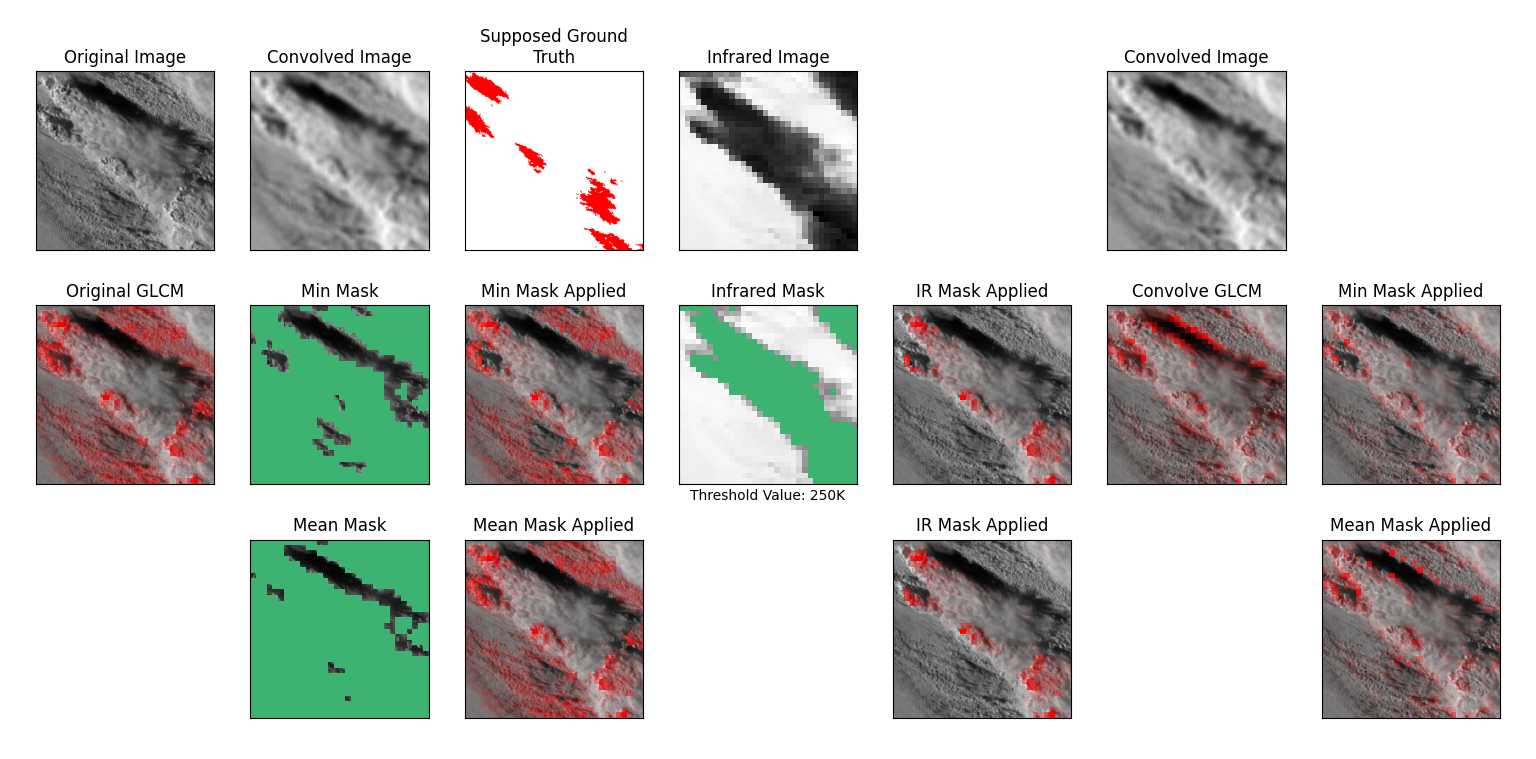 Original Image
Convolved Image
Supposed Ground
Truth
Infrared Image
Convolved Image
Original GLCM
Min Mask
Min Mask Applied
Infrared Mask
IR Mask Applied
Convolve GLCM
Min Mask Applied
Threshold Value: 250K
Mean Mask
Mean Mask Applied
IR Mask Applied
Mean Mask Applied